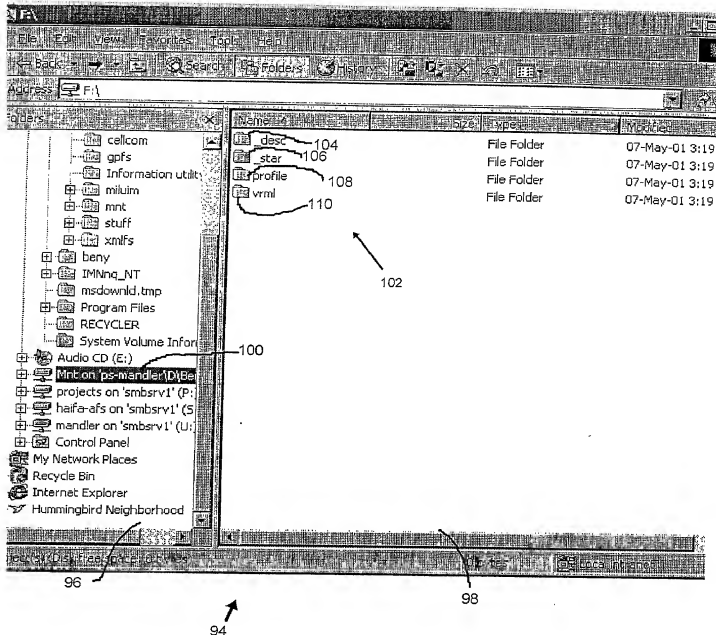 F:\
File Edit View Favorites Tools Help
Back Search Folders History
Address F:\
Folders
Name Size Type Modified
cellcom
gpfs
Information utilit
miluim
mnt
stuff
xmlfs
beny
IMNnq_NT
msdownld.tmp
Program Files
RECYCLER
System Volume Infor
Audio CD (E:)
Mnt on 'ps-mandler\D\Be
projects on 'smbsrv1' (P:
haifa-afs on 'smbsrv1' (S
mandler on 'smbsrv1' (U:
Control Panel
My Network Places
Recycle Bin
Internet Explorer
Hummingbird Neighborhood
_desc 104 File Folder 07-May-01 3:19
_star 106 File Folder 07-May-01 3:19
profile 108 File Folder 07-May-01 3:19
vrml 110 File Folder 07-May-01 3:19
102
100
Local intranet
96
98
94